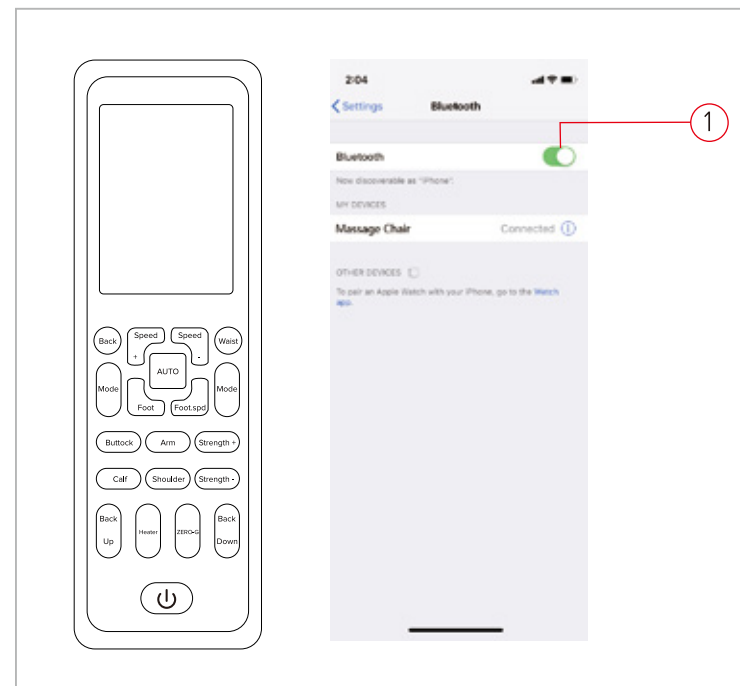 Back
Speed
+
Speed
-
Waist
Mode
AUTO
Mode
Foot
Foot.spd
Buttock
Arm
Strength +
Calf
Shoulder
Strength -
Back
Up
Heater
ZERO-G
Back
Down
2:04
Settings
Bluetooth
Bluetooth
Now discoverable as "iPhone".
MY DEVICES
Massage Chair
Connected
OTHER DEVICES
To pair an Apple Watch with your iPhone, go to the Watch
app.
1